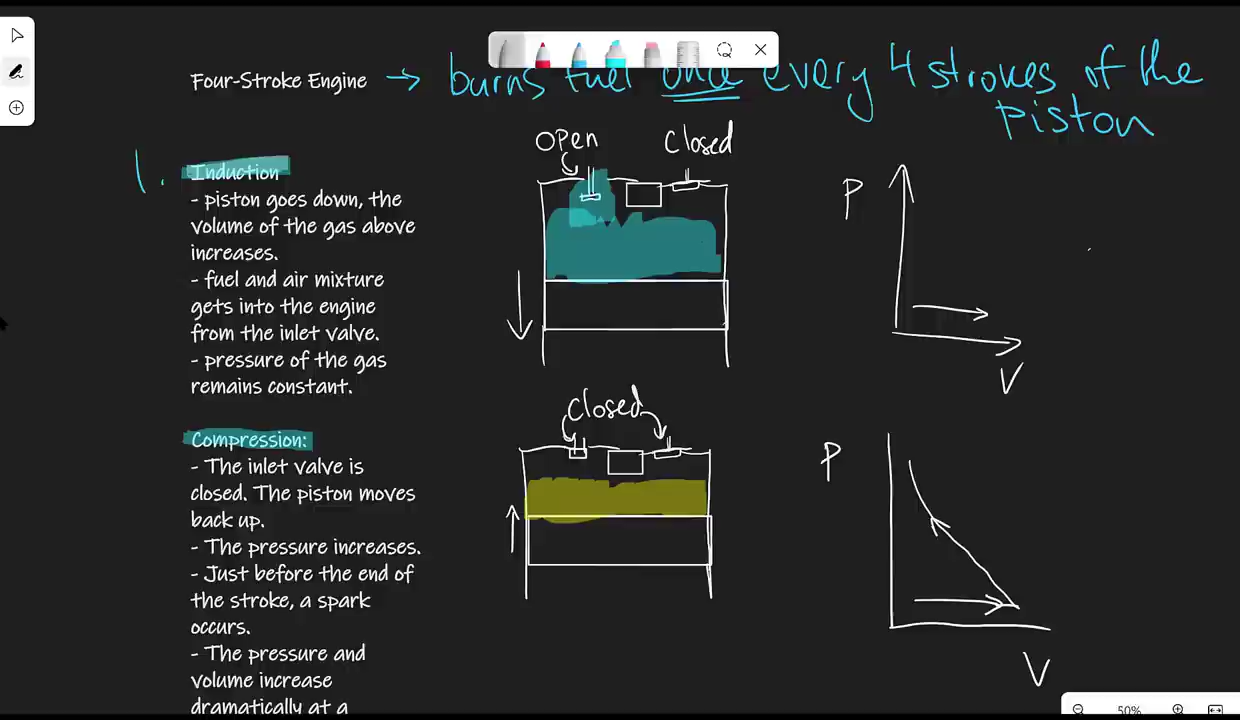 Four-Stroke Engine → burns fuel once every 4 strokes of the
piston
1.
Induction
- piston goes down, the
volume of the gas above
increases.
- fuel and air mixture
gets into the engine
from the inlet valve.
- pressure of the gas
remains constant.
Open
Closed
P
V
Compression:
- The inlet valve is
closed. The piston moves
back up.
- The pressure increases.
- Just before the end of
the stroke, a spark
occurs.
- The pressure and
volume increase
dramatically at a
Closed
P
V
50%